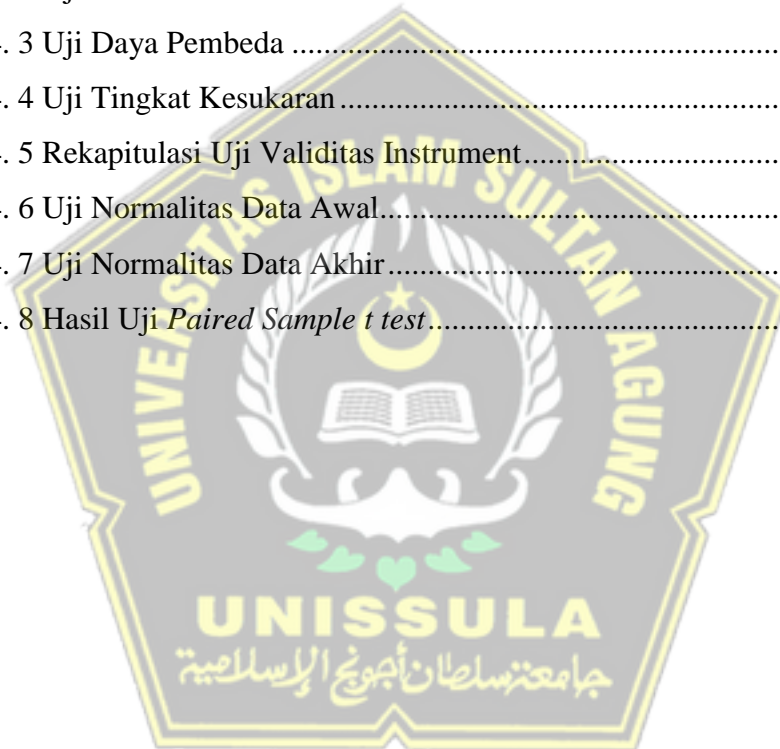 . 3 Uji Daya Pembeda ....................................................................
. 4 Uji Tingkat Kesukaran ..............................................................
. 5 Rekapitulasi Uji Validitas Instrument.....................................
. 6 Uji Normalitas Data Awal.........................................................
. 7 Uji Normalitas Data Akhir ........................................................
. 8 Hasil Uji Paired Sample t test..................................................
UNIVERSITAS ISLAM SULTAN AGUNG
UNISSULA
جامعة سلطان أجونج الإسلامية